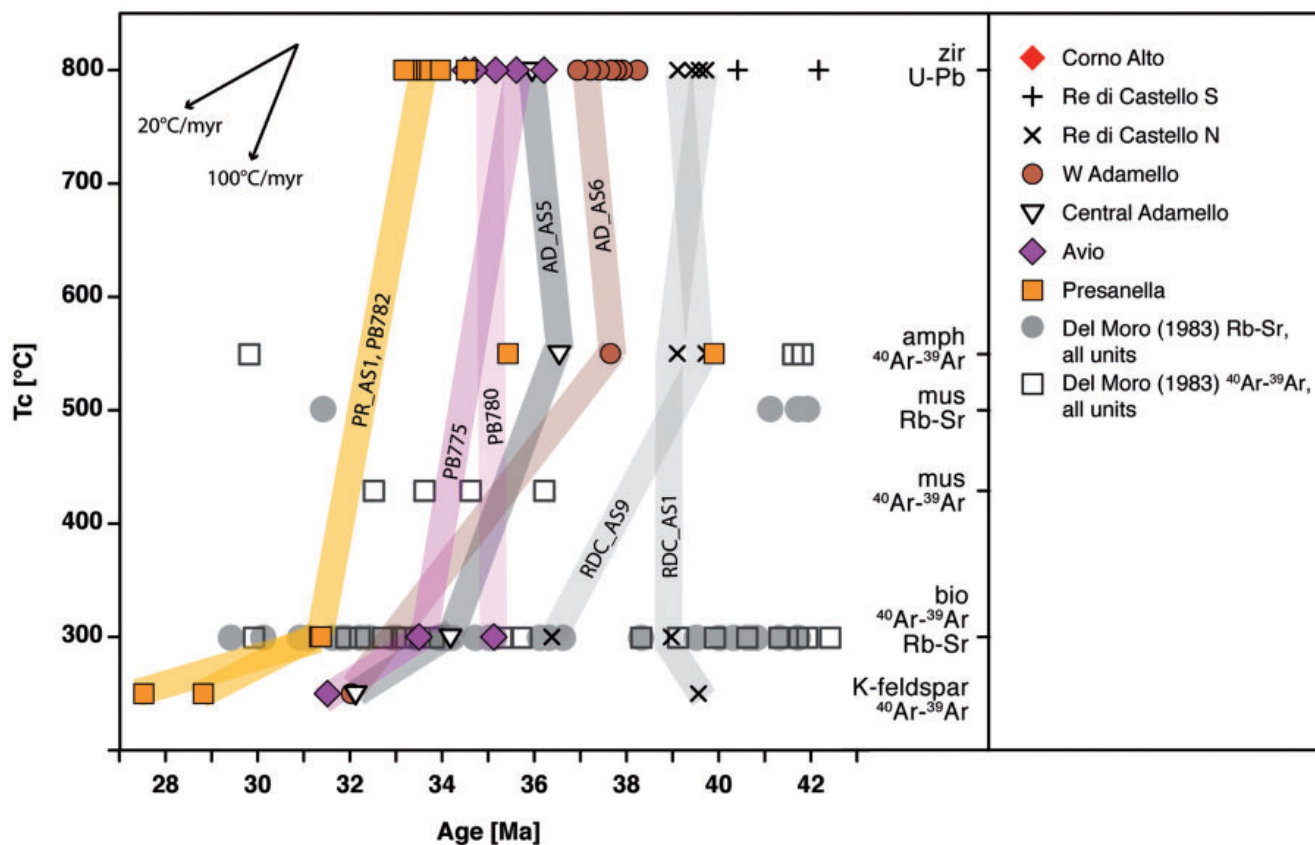 800
700
600
500
400
300
Tc [°C]
20°C/myr
100°C/myr
PR_AS1, PB782
PB775
PB780
AD_AS5
AD_AS6
RDC_AS9
RDC_AS1
zir
U-Pb
amph
⁴⁰Ar-³⁹Ar
mus
Rb-Sr
mus
⁴⁰Ar-³⁹Ar
bio
⁴⁰Ar-³⁹Ar
Rb-Sr
K-feldspar
⁴⁰Ar-³⁹Ar
28 30 32 34 36 38 40 42
Age [Ma]
Corno Alto
Re di Castello S
Re di Castello N
W Adamello
Central Adamello
Avio
Presanella
Del Moro (1983) Rb-Sr,
all units
Del Moro (1983) ⁴⁰Ar-³⁹Ar,
all units